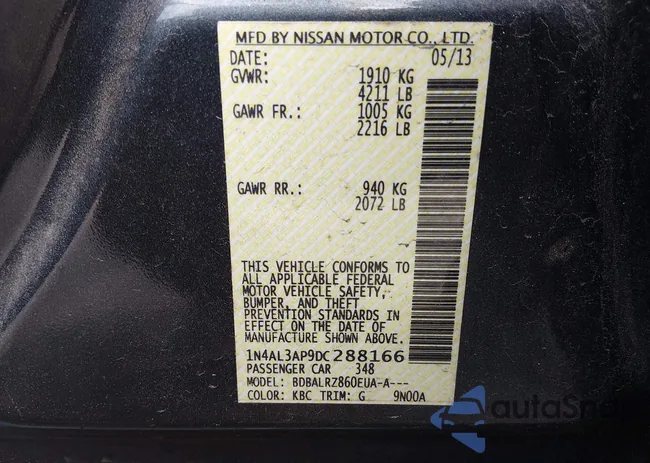 MFD BY NISSAN MOTOR CO., LTD.
DATE: 05/13
GVWR: 1910 KG
4211 LB
GAWR FR.: 1005 KG
2216 LB
GAWR RR.: 940 KG
2072 LB
THIS VEHICLE CONFORMS TO
ALL APPLICABLE FEDERAL
MOTOR VEHICLE SAFETY,
BUMPER, AND THEFT
PREVENTION STANDARDS IN
EFFECT ON THE DATE OF
MANUFACTURE SHOWN ABOVE.
1N4AL3AP9DC288166
PASSENGER CAR 348
MODEL: BDBALRZ860EUA-A---
COLOR: KBC TRIM: G 9N00A